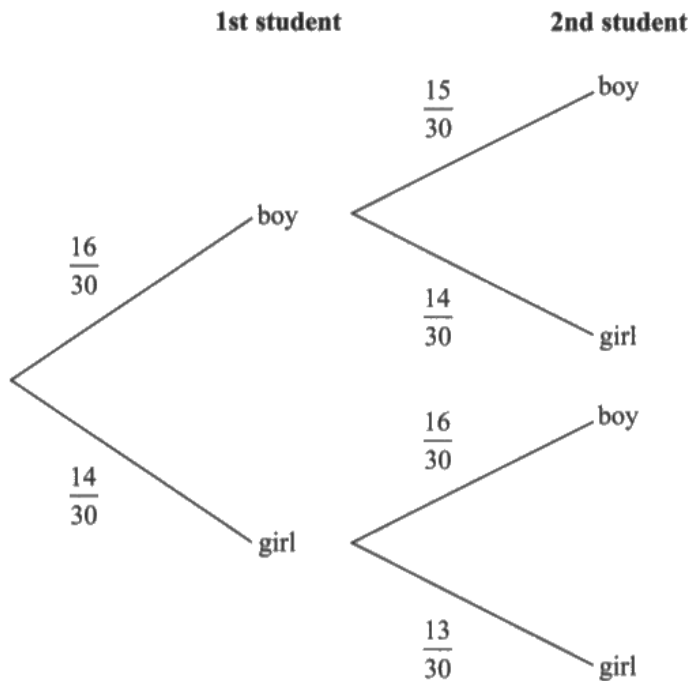 1st student 2nd student
15/30
boy
boy
16/30
14/30
girl
16/30
boy
14/30
girl
13/30
girl